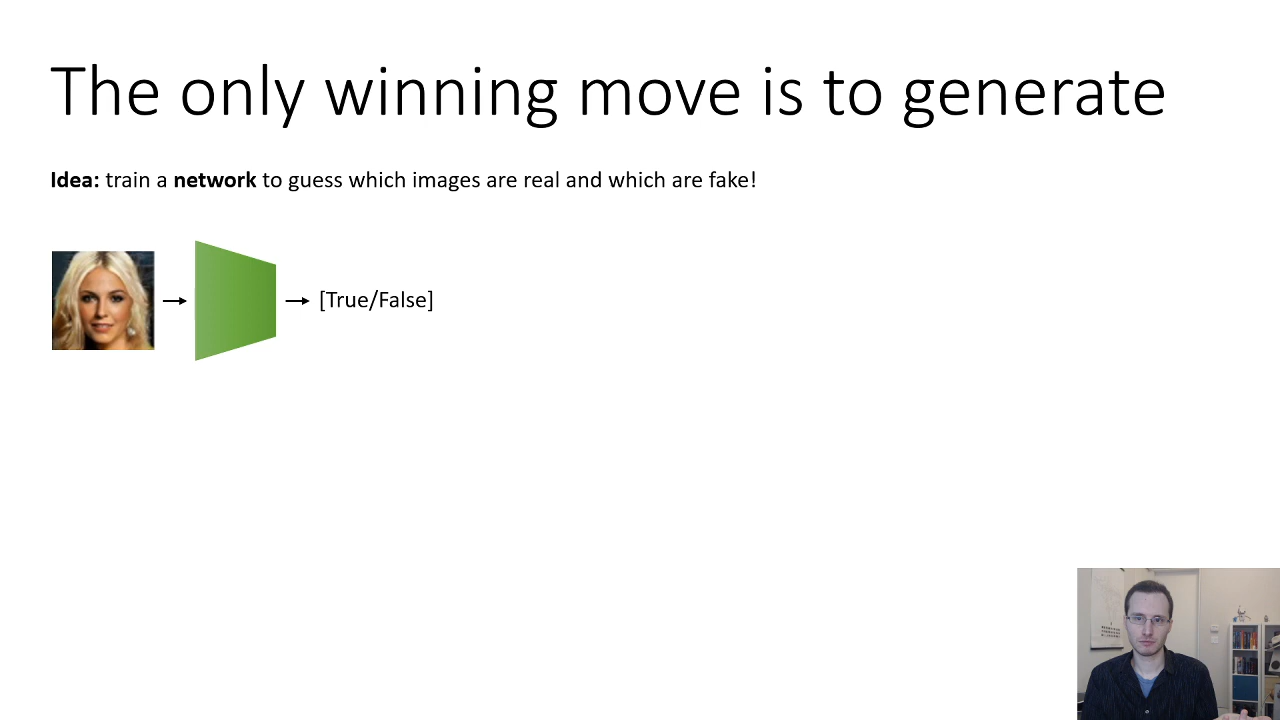 The only winning move is to generate
Idea: train a network to guess which images are real and which are fake!
[True/False]